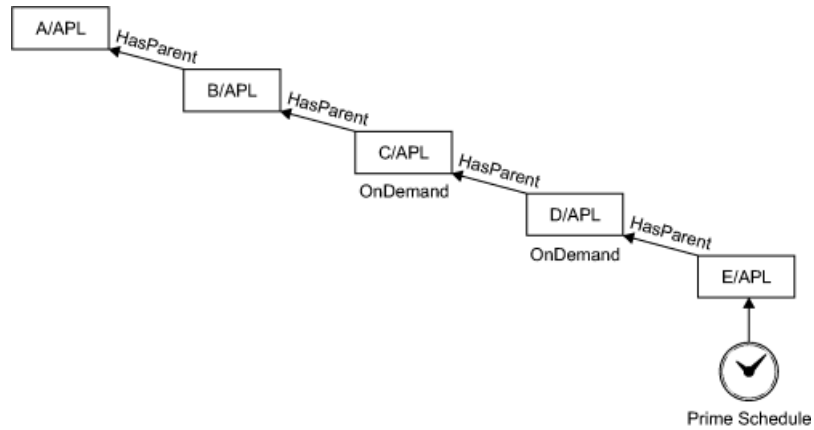 A/APL
HasParent
B/APL
HasParent
C/APL
OnDemand
HasParent
D/APL
OnDemand
HasParent
E/APL
Prime Schedule